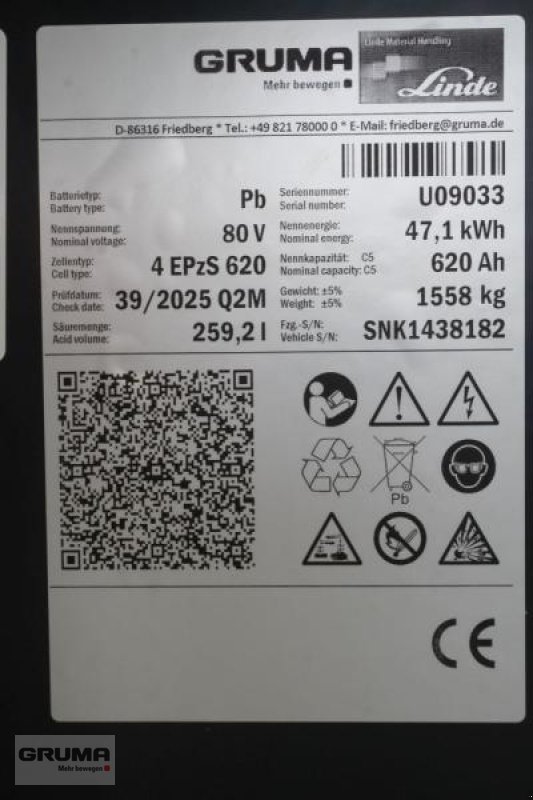 GRUMA
Mehr bewegen
Linde Material Handling
Linde
D-86316 Friedberg * Tel.: +49 821 78000 0 * E-Mail: friedberg@gruma.de
Batterietyp: Pb Seriennummer: U09033
Battery type: Serial number:
Nennspannung: 80 V Nennenergie: 47,1 kWh
Nominal voltage: Nominal energy:
Zellentyp: 4 EPzS 620 Nennkapazität: C5 620 Ah
Cell type: Nominal capacity: C5
Prüfdatum: 39/2025 Q2M Gewicht: ±5% 1558 kg
Check date: Weight: ±5%
Säuremenge: 259,2 l Fzg.-S/N: SNK1438182
Acid volume: Vehicle S/N:
Pb
CE
GRUMA
Mehr bewegen